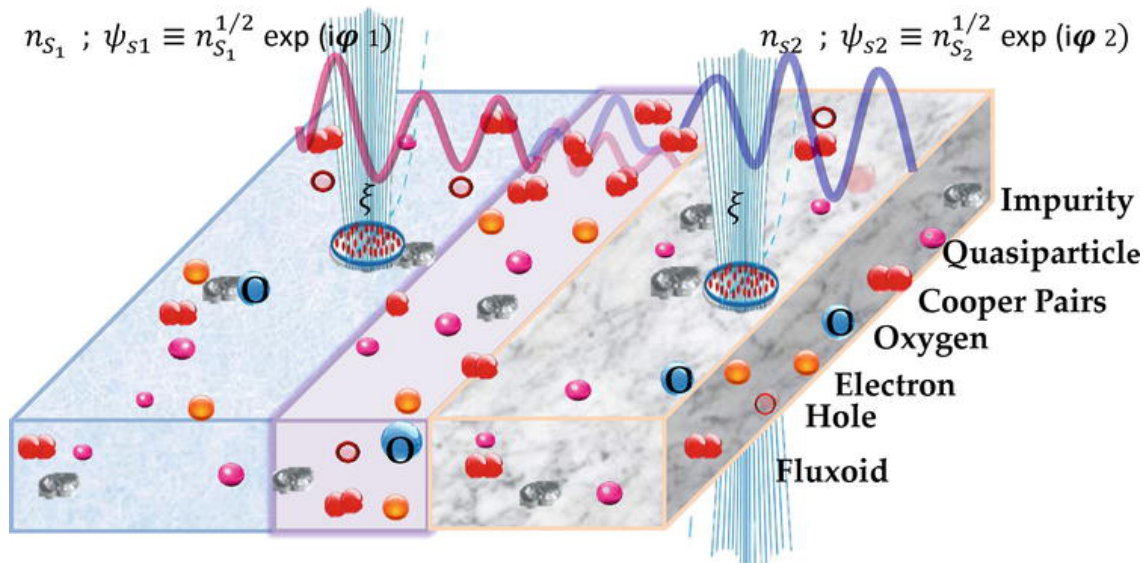 n_{S_1} ; ψ_{s1} ≡ n_{S_1}^{1/2} exp (iφ 1)
n_{s2} ; ψ_{s2} ≡ n_{S_2}^{1/2} exp (iφ 2)
ξ
ξ
Impurity
Quasiparticle
Cooper Pairs
Oxygen
Electron
Hole
Fluxoid
O
O
O
O